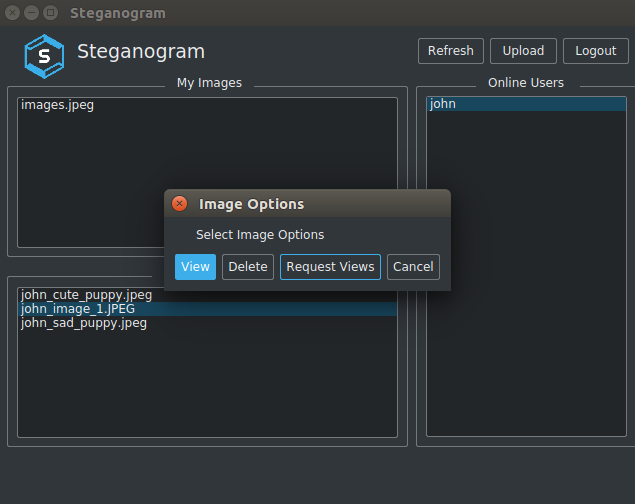 Steganogram
S
Steganogram
Refresh
Upload
Logout
My Images
Online Users
images.jpeg
john
Image Options
Select Image Options
View
Delete
Request Views
Cancel
john_cute_puppy.jpeg
john_image_1.JPEG
john_sad_puppy.jpeg